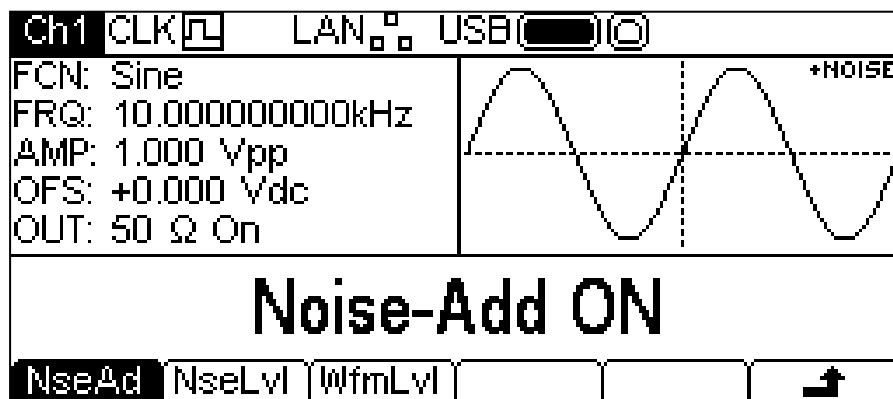 Ch1 CLK LAN USB
FCN: Sine
FRQ: 10.000000000kHz
AMP: 1.000 Vpp
OFS: +0.000 Vdc
OUT: 50 Ω On
+NOISE
Noise-Add ON
NseAd NseLvl WfmLvl